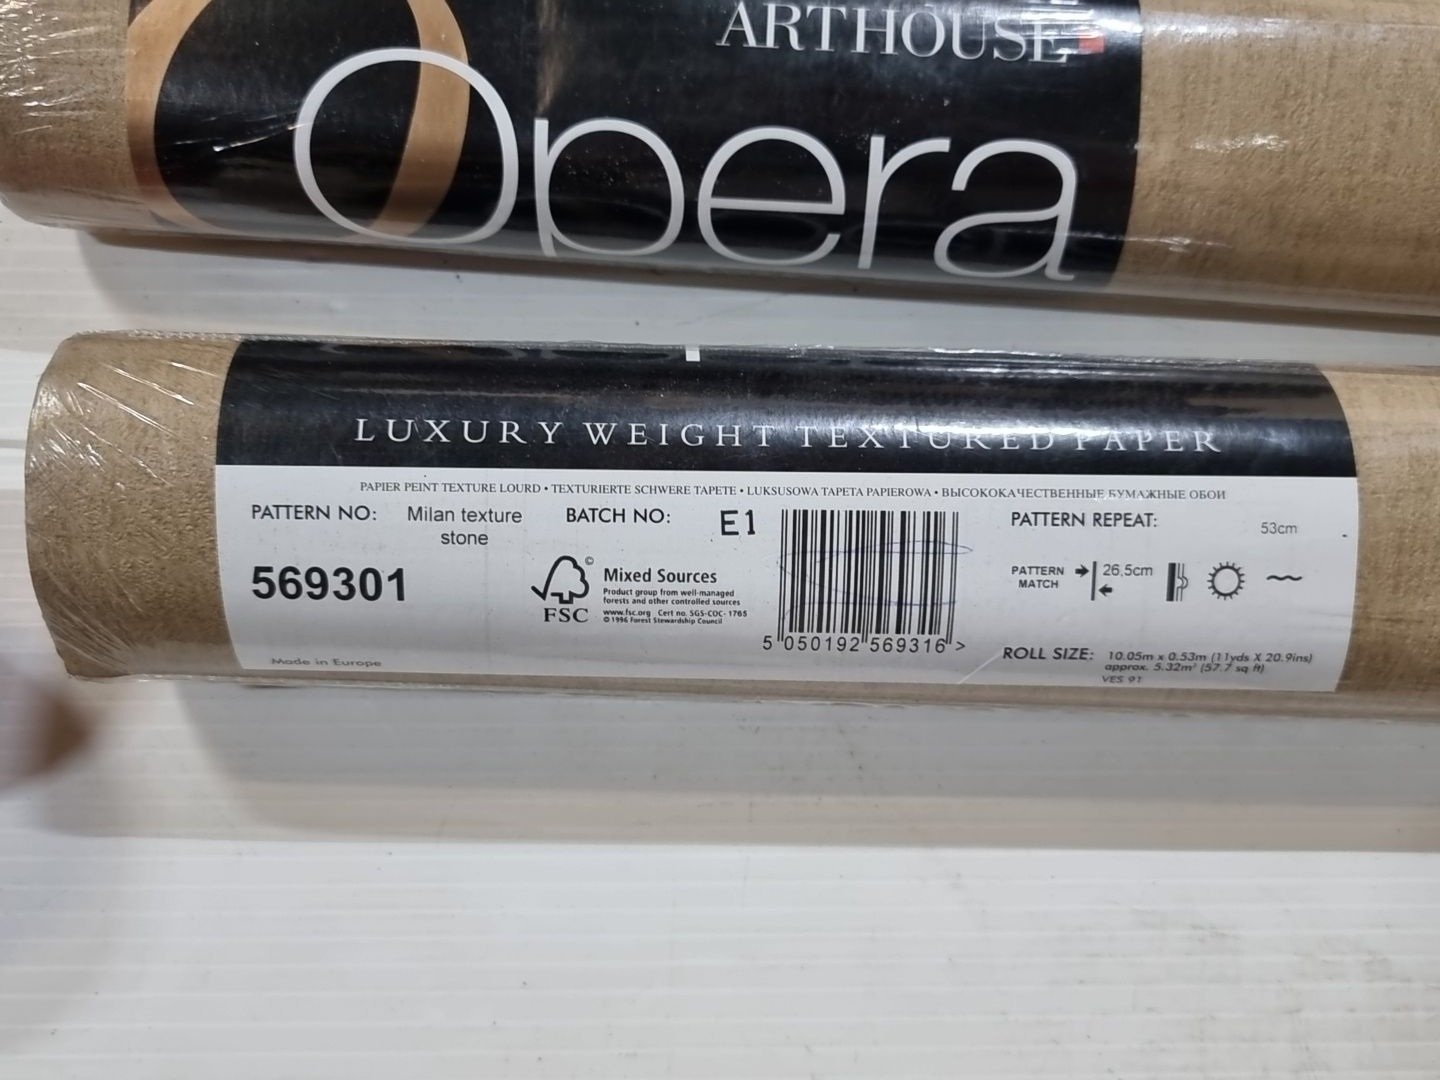 ARTHOUSE
Opera
LUXURY WEIGHT TEXTURED PAPER
PAPIER PEINT TEXTURE LOURD • TEXTURIERTE SCHWERE TAPETE • LUKSUSOWA TAPETA PAPIEROWA • ВЫСОКОКАЧЕСТВЕННЫЕ БУМАЖНЫЕ ОБОИ
PATTERN NO: Milan texture stone
569301
Made in Europe
BATCH NO: E1
FSC
©
Mixed Sources
Product group from well-managed
forests and other controlled sources
www.fsc.org Cert no. SGS-COC-1765
© 1996 Forest Stewardship Council
5 050192 569316 >
PATTERN REPEAT: 53cm
PATTERN MATCH 26,5cm
ROLL SIZE: 10.05m x 0.53m (11yds X 20.9ins)
approx. 5.32m² (57.7 sq ft)
VES 91